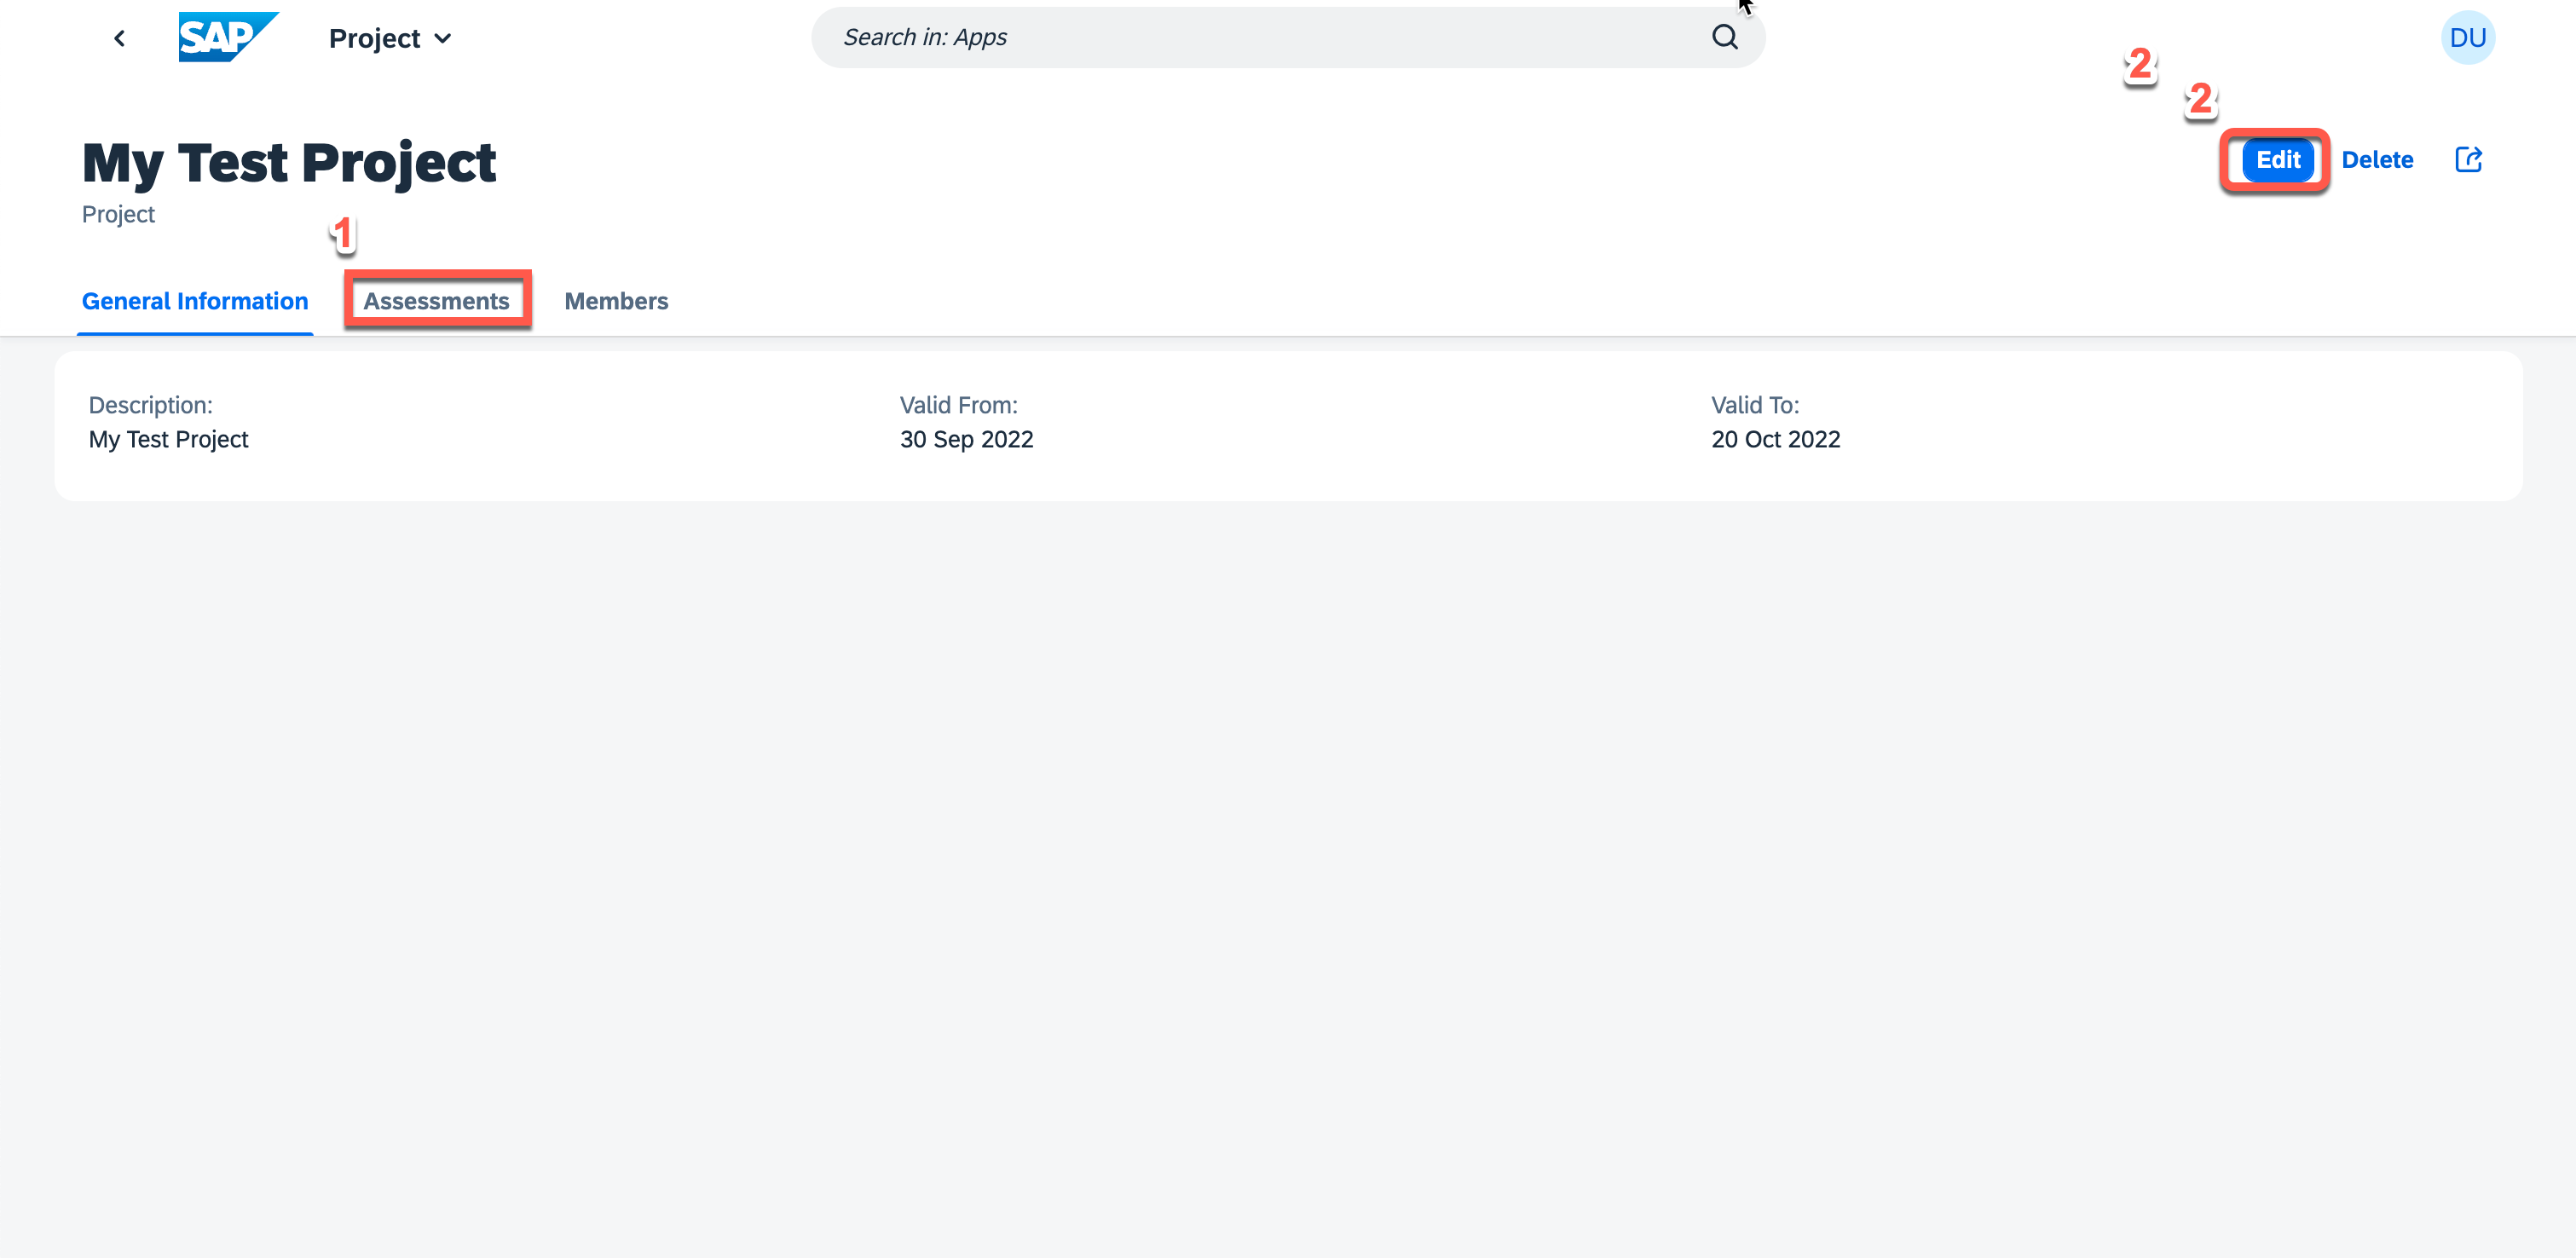 SAP
Project
Search in: Apps
DU
2
2
My Test Project
Edit
Delete
Project
1
General Information
Assessments
Members
Description:
Valid From:
Valid To:
My Test Project
30 Sep 2022
20 Oct 2022